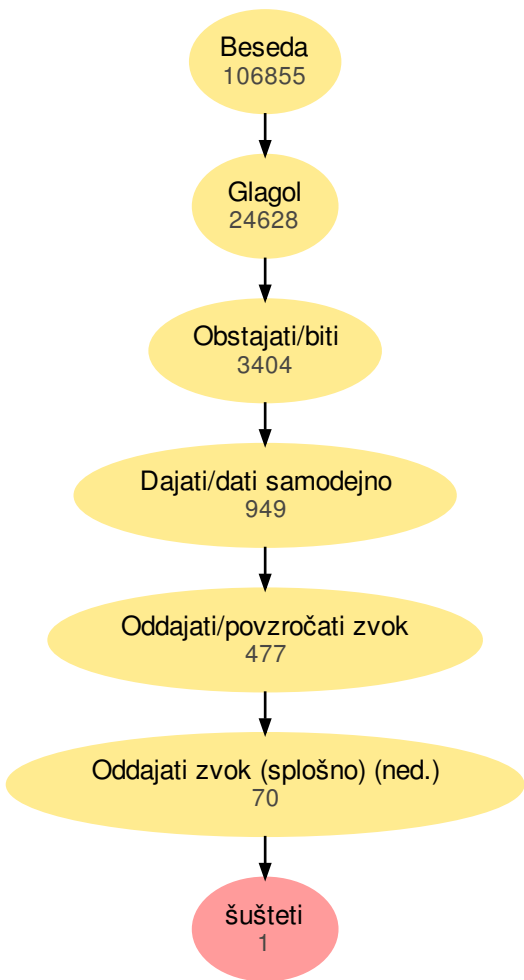 Beseda
106855
Glagol
24628
Obstajati/biti
3404
Dajati/dati samodejno
949
Oddajati/povzročati zvok
477
Oddajati zvok (splošno) (ned.)
70
šušteti
1